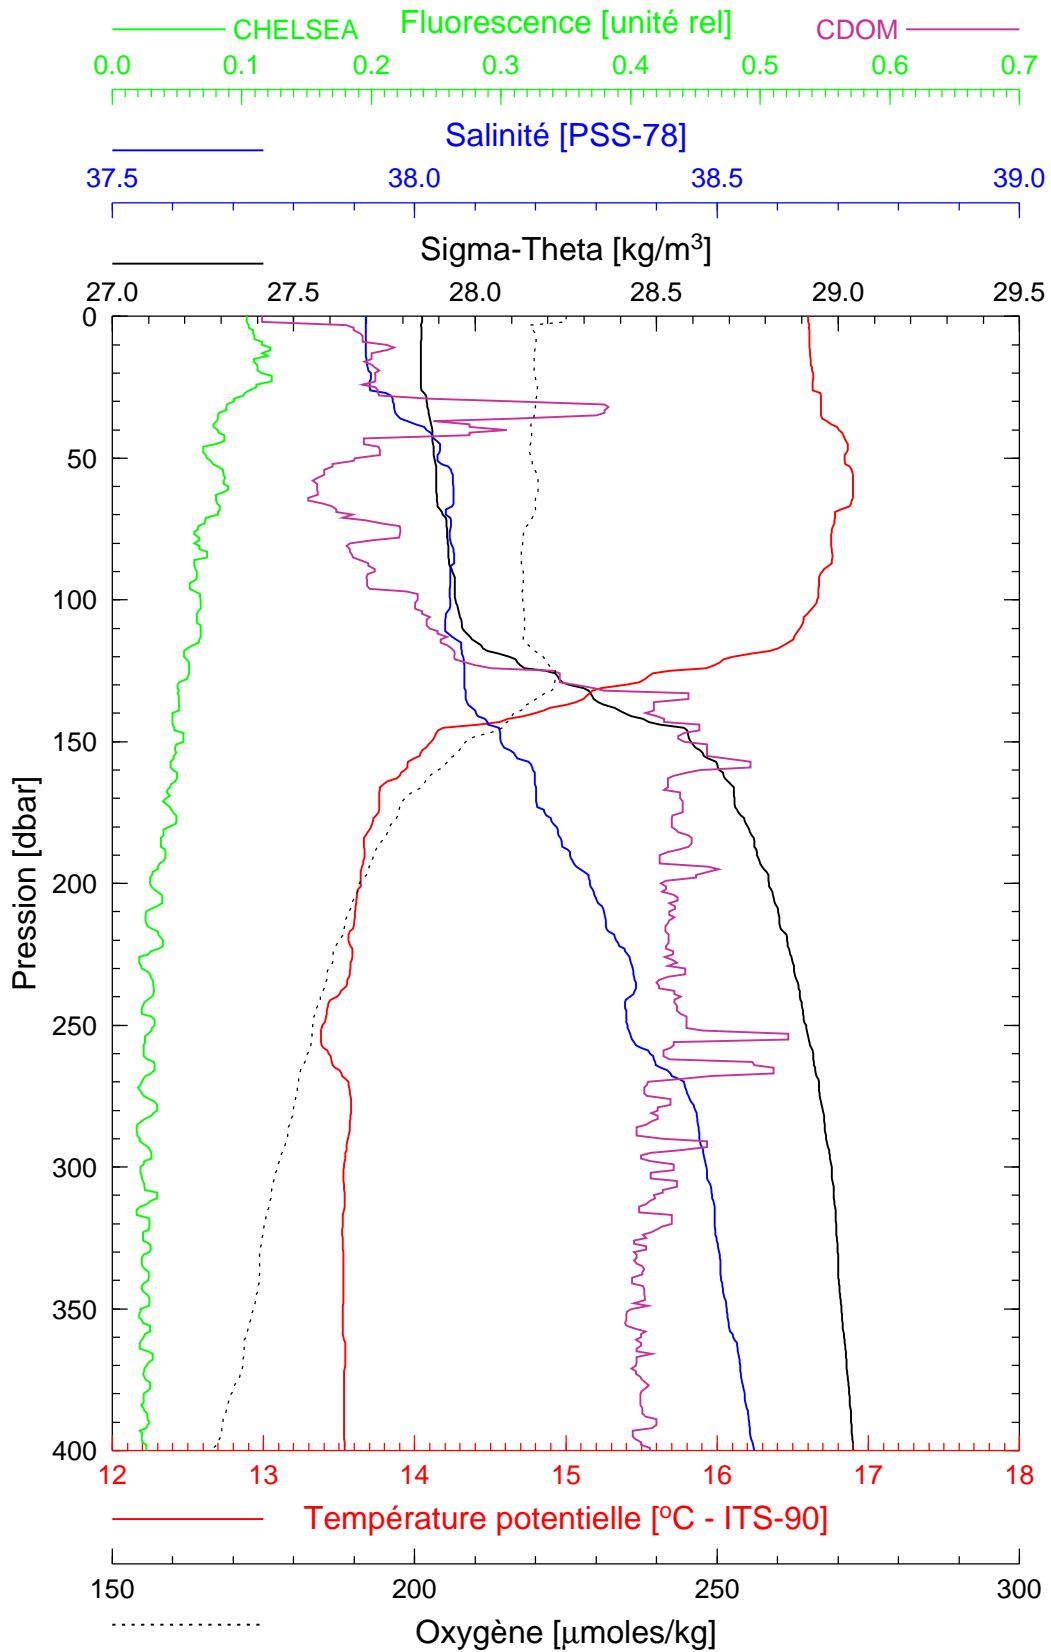 CHELSEA Fluorescence [unité rel] CDOM
0.0 0.1 0.2 0.3 0.4 0.5 0.6 0.7
Salinité [PSS-78]
37.5 38.0 38.5 39.0
Sigma-Theta [kg/m³]
27.0 27.5 28.0 28.5 29.0 29.5
0
50
100
150
200
250
300
350
400
Pression [dbar]
12 13 14 15 16 17 18
Température potentielle [°C - ITS-90]
150 200 250 300
Oxygène [μmoles/kg]